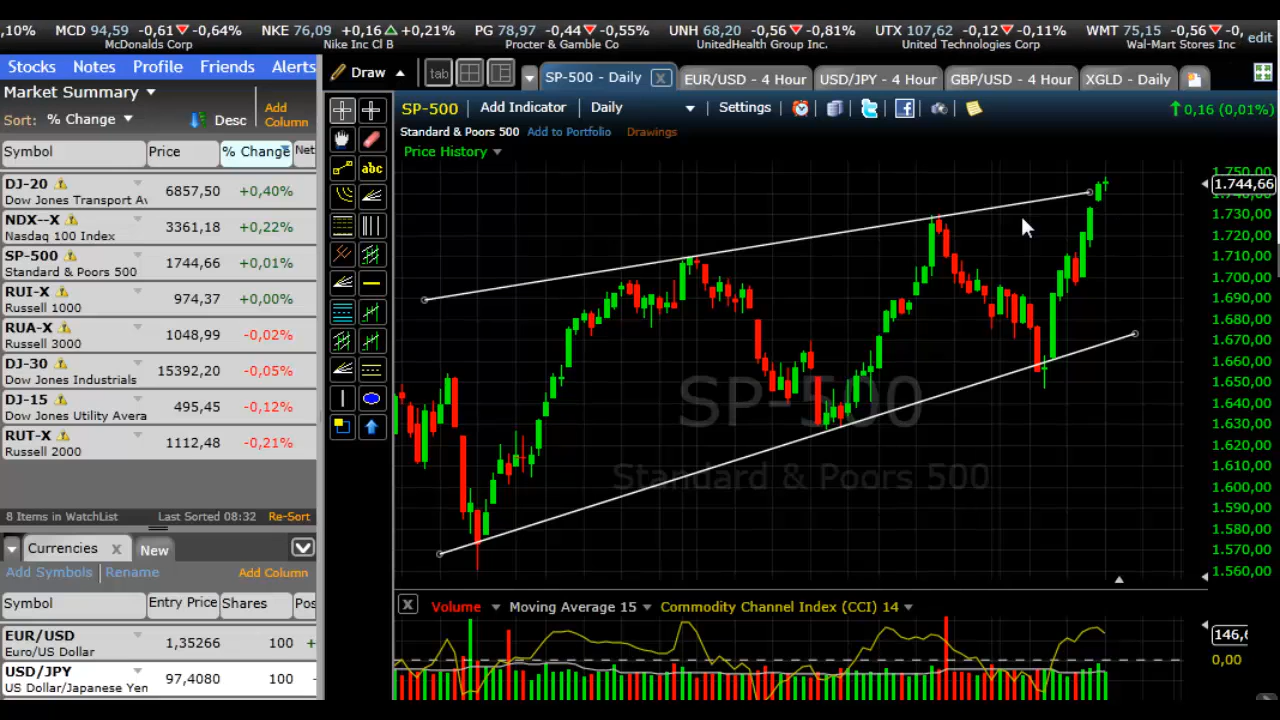 ,10% MCD 94,59 -0,61 -0,64% NKE 76,09 +0,16 +0,21% PG 78,97 -0,44 -0,55% UNH 68,20 -0,56 -0,81% UTX 107,62 -0,12 -0,11% WMT 75,15 -0,56 -0, edit
McDonalds Corp Nike Inc Cl B Procter & Gamble Co UnitedHealth Group Inc. United Technologies Corp Wal-Mart Stores Inc
Stocks Notes Profile Friends Alerts
Market Summary
Sort: % Change Desc Add Column
Symbol Price % Change Net
DJ-20 6857,50 +0,40%
Dow Jones Transport Av
NDX--X 3361,18 +0,22%
Nasdaq 100 Index
SP-500 1744,66 +0,01%
Standard & Poors 500
RUI-X 974,37 +0,00%
Russell 1000
RUA-X 1048,99 -0,02%
Russell 3000
DJ-30 15392,20 -0,05%
Dow Jones Industrials
DJ-15 495,45 -0,12%
Dow Jones Utility Avera
RUT-X 1112,48 -0,21%
Russell 2000
8 Items in WatchList Last Sorted 08:32 Re-Sort
Currencies New
Add Symbols Rename Add Column
Symbol Entry Price Shares Pos
EUR/USD 1,35266 100 +
Euro/US Dollar
USD/JPY 97,4080 100 -
US Dollar/Japanese Yen
Draw tab SP-500 - Daily EUR/USD - 4 Hour USD/JPY - 4 Hour GBP/USD - 4 Hour XGLD - Daily
SP-500 Add Indicator Daily Settings 0,16 (0,01%)
Standard & Poors 500 Add to Portfolio Drawings
Price History
abc
SP-500
Standard & Poors 500
1.750,00
1.744,66
1.730,00
1.720,00
1.710,00
1.700,00
1.690,00
1.680,00
1.670,00
1.660,00
1.650,00
1.640,00
1.630,00
1.620,00
1.610,00
1.600,00
1.590,00
1.580,00
1.570,00
1.560,00
Volume Moving Average 15 Commodity Channel Index (CCI) 14
146,6
0,00